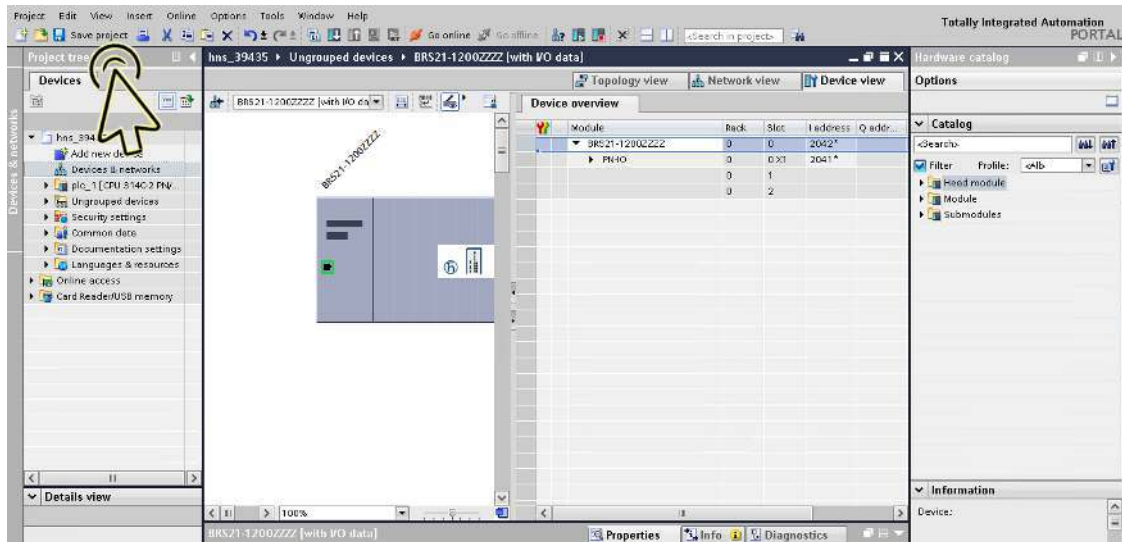 Project Edit View Insert Online Options Tools Window Help
Totally Integrated Automation
PORTAL
Save project
Go online
Go offline
<Search in project>
Project tree
hns_39435 ▸ Ungrouped devices ▸ BRS21-1200ZZZZ [with I/O data]
Hardware catalog
Devices
Topology view
Network view
Device view
Options
BRS21-1200ZZZZ [with I/O da
Device overview
Devices & networks
Module Rack Slot I address Q addr...
BRS21-1200ZZZZ 0 0 2042*
PN-IO 0 0 X1 2041*
0 1
0 2
BRS21-1200ZZZZ
Catalog
<Search>
Filter Profile: <All>
Head module
Module
Submodules
Add new
Devices & networks
plc_1 [CPU 314C-2 PN/
Ungrouped devices
Security settings
Common data
Documentation settings
Languages & resources
Online access
Card Reader/USB memory
Details view
100%
Information
Device:
BRS21-1200ZZZZ [with I/O data]
Properties
Info
Diagnostics